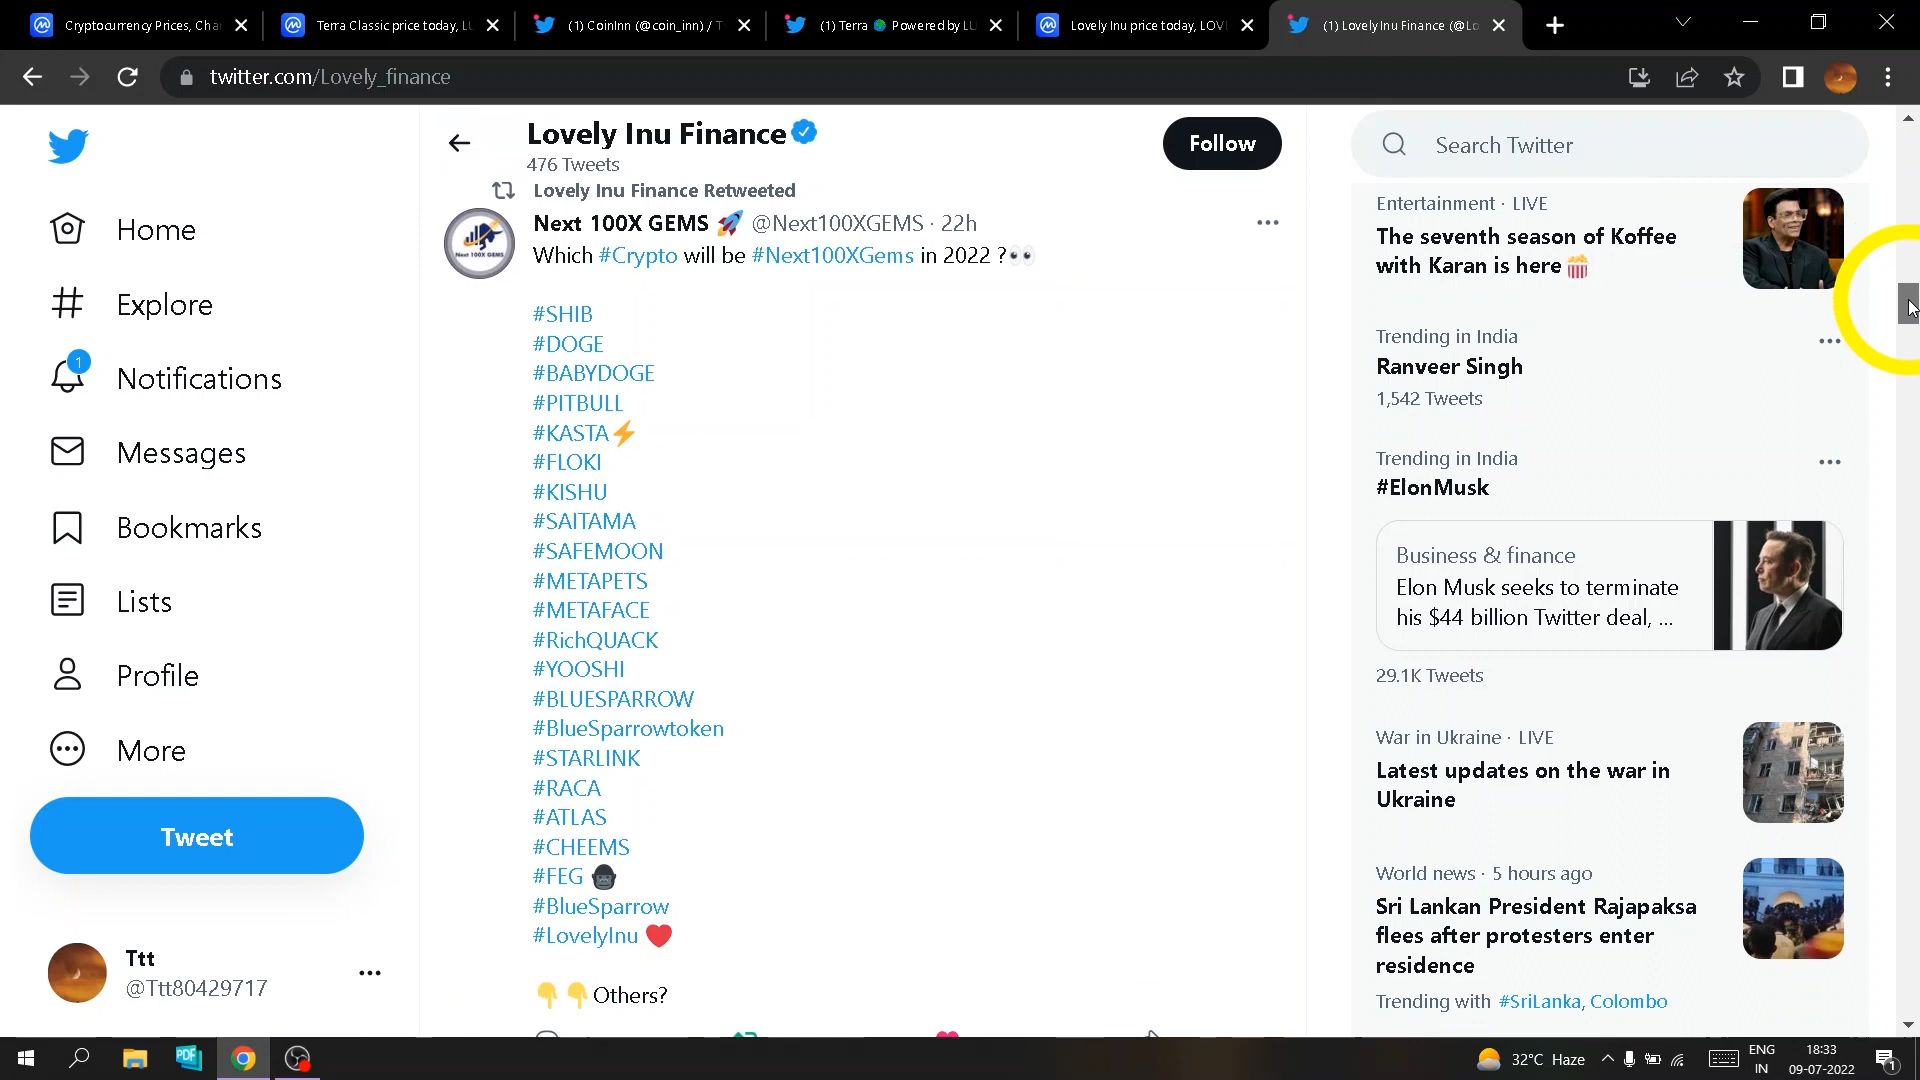 Cryptocurrency Prices, Cha
Terra Classic price today, LU
(1) CoinInn (@coin_inn) / T
(1) Terra 🌍 Powered by LU
Lovely Inu price today, LOVE
(1) Lovely Inu Finance (@Lo
twitter.com/Lovely_finance
Lovely Inu Finance
476 Tweets
Follow
Search Twitter
Home
Explore
1
Notifications
Messages
Bookmarks
Lists
Profile
More
Tweet
Ttt
@Ttt80429717
Lovely Inu Finance Retweeted
Next 100X GEMS 🚀 @Next100XGEMS · 22h
Which #Crypto will be #Next100XGems in 2022 ?👀
#SHIB
#DOGE
#BABYDOGE
#PITBULL
#KASTA⚡
#FLOKI
#KISHU
#SAITAMA
#SAFEMOON
#METAPETS
#METAFACE
#RichQUACK
#YOOSHI
#BLUESPARROW
#BlueSparrowtoken
#STARLINK
#RACA
#ATLAS
#CHEEMS
#FEG 🦍
#BlueSparrow
#LovelyInu ❤️
👇👇Others?
Entertainment · LIVE
The seventh season of Koffee
with Karan is here 🍿
Trending in India
Ranveer Singh
1,542 Tweets
Trending in India
#ElonMusk
Business & finance
Elon Musk seeks to terminate
his $44 billion Twitter deal, ...
29.1K Tweets
War in Ukraine · LIVE
Latest updates on the war in
Ukraine
World news · 5 hours ago
Sri Lankan President Rajapaksa
flees after protesters enter
residence
Trending with #SriLanka, Colombo
32°C Haze
ENG
IN
18:33
09-07-2022
1